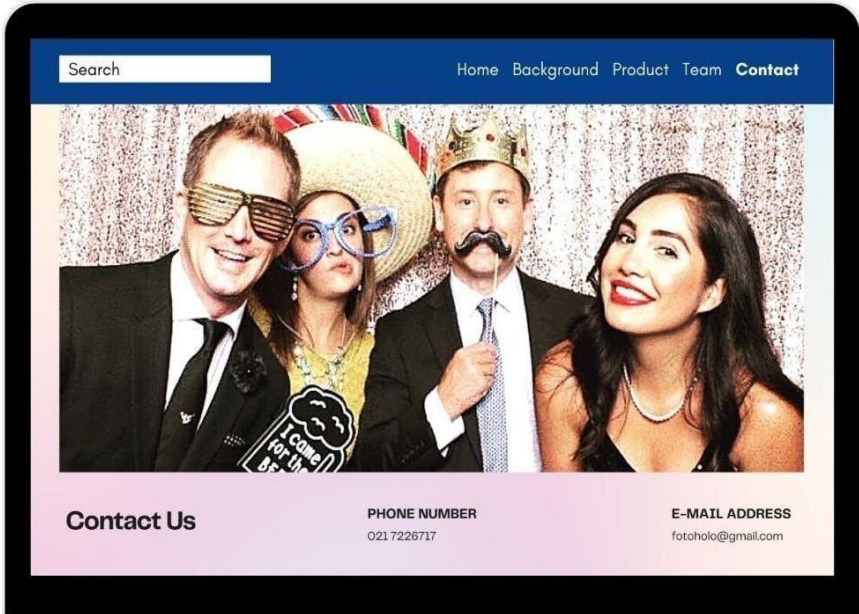 Search
Home Background Product Team Contact
I came
for the
Contact Us
PHONE NUMBER
021 7226717
E-MAIL ADDRESS
fotoholo@gmail.com